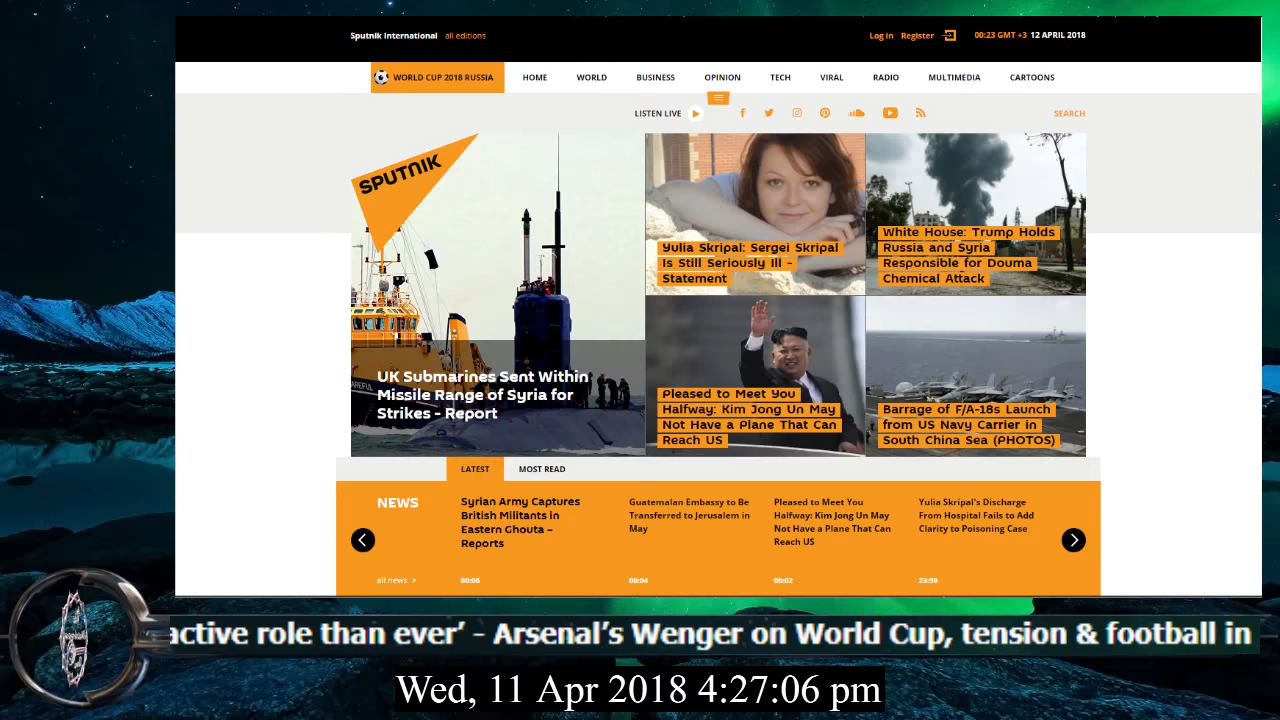 Sputnik International all editions
Log in Register 00:23 GMT +3 12 APRIL 2018
WORLD CUP 2018 RUSSIA HOME WORLD BUSINESS OPINION TECH VIRAL RADIO MULTIMEDIA CARTOONS
LISTEN LIVE
SEARCH
SPUTNIK
CAREFUL
UK Submarines Sent Within
Missile Range of Syria for
Strikes - Report
Yulia Skripal: Sergei Skripal
Is Still Seriously Ill -
Statement
White House: Trump Holds
Russia and Syria
Responsible for Douma
Chemical Attack
Pleased to Meet You
Halfway: Kim Jong Un May
Not Have a Plane That Can
Reach US
Barrage of F/A-18s Launch
from US Navy Carrier in
South China Sea (PHOTOS)
LATEST MOST READ
NEWS
all news >
Syrian Army Captures
British Militants in
Eastern Ghouta –
Reports
00:06
Guatemalan Embassy to Be
Transferred to Jerusalem in
May
00:04
Pleased to Meet You
Halfway: Kim Jong Un May
Not Have a Plane That Can
Reach US
00:02
Yulia Skripal's Discharge
From Hospital Fails to Add
Clarity to Poisoning Case
23:59
active role than ever’ - Arsenal’s Wenger on World Cup, tension & football in
Wed, 11 Apr 2018 4:27:06 pm